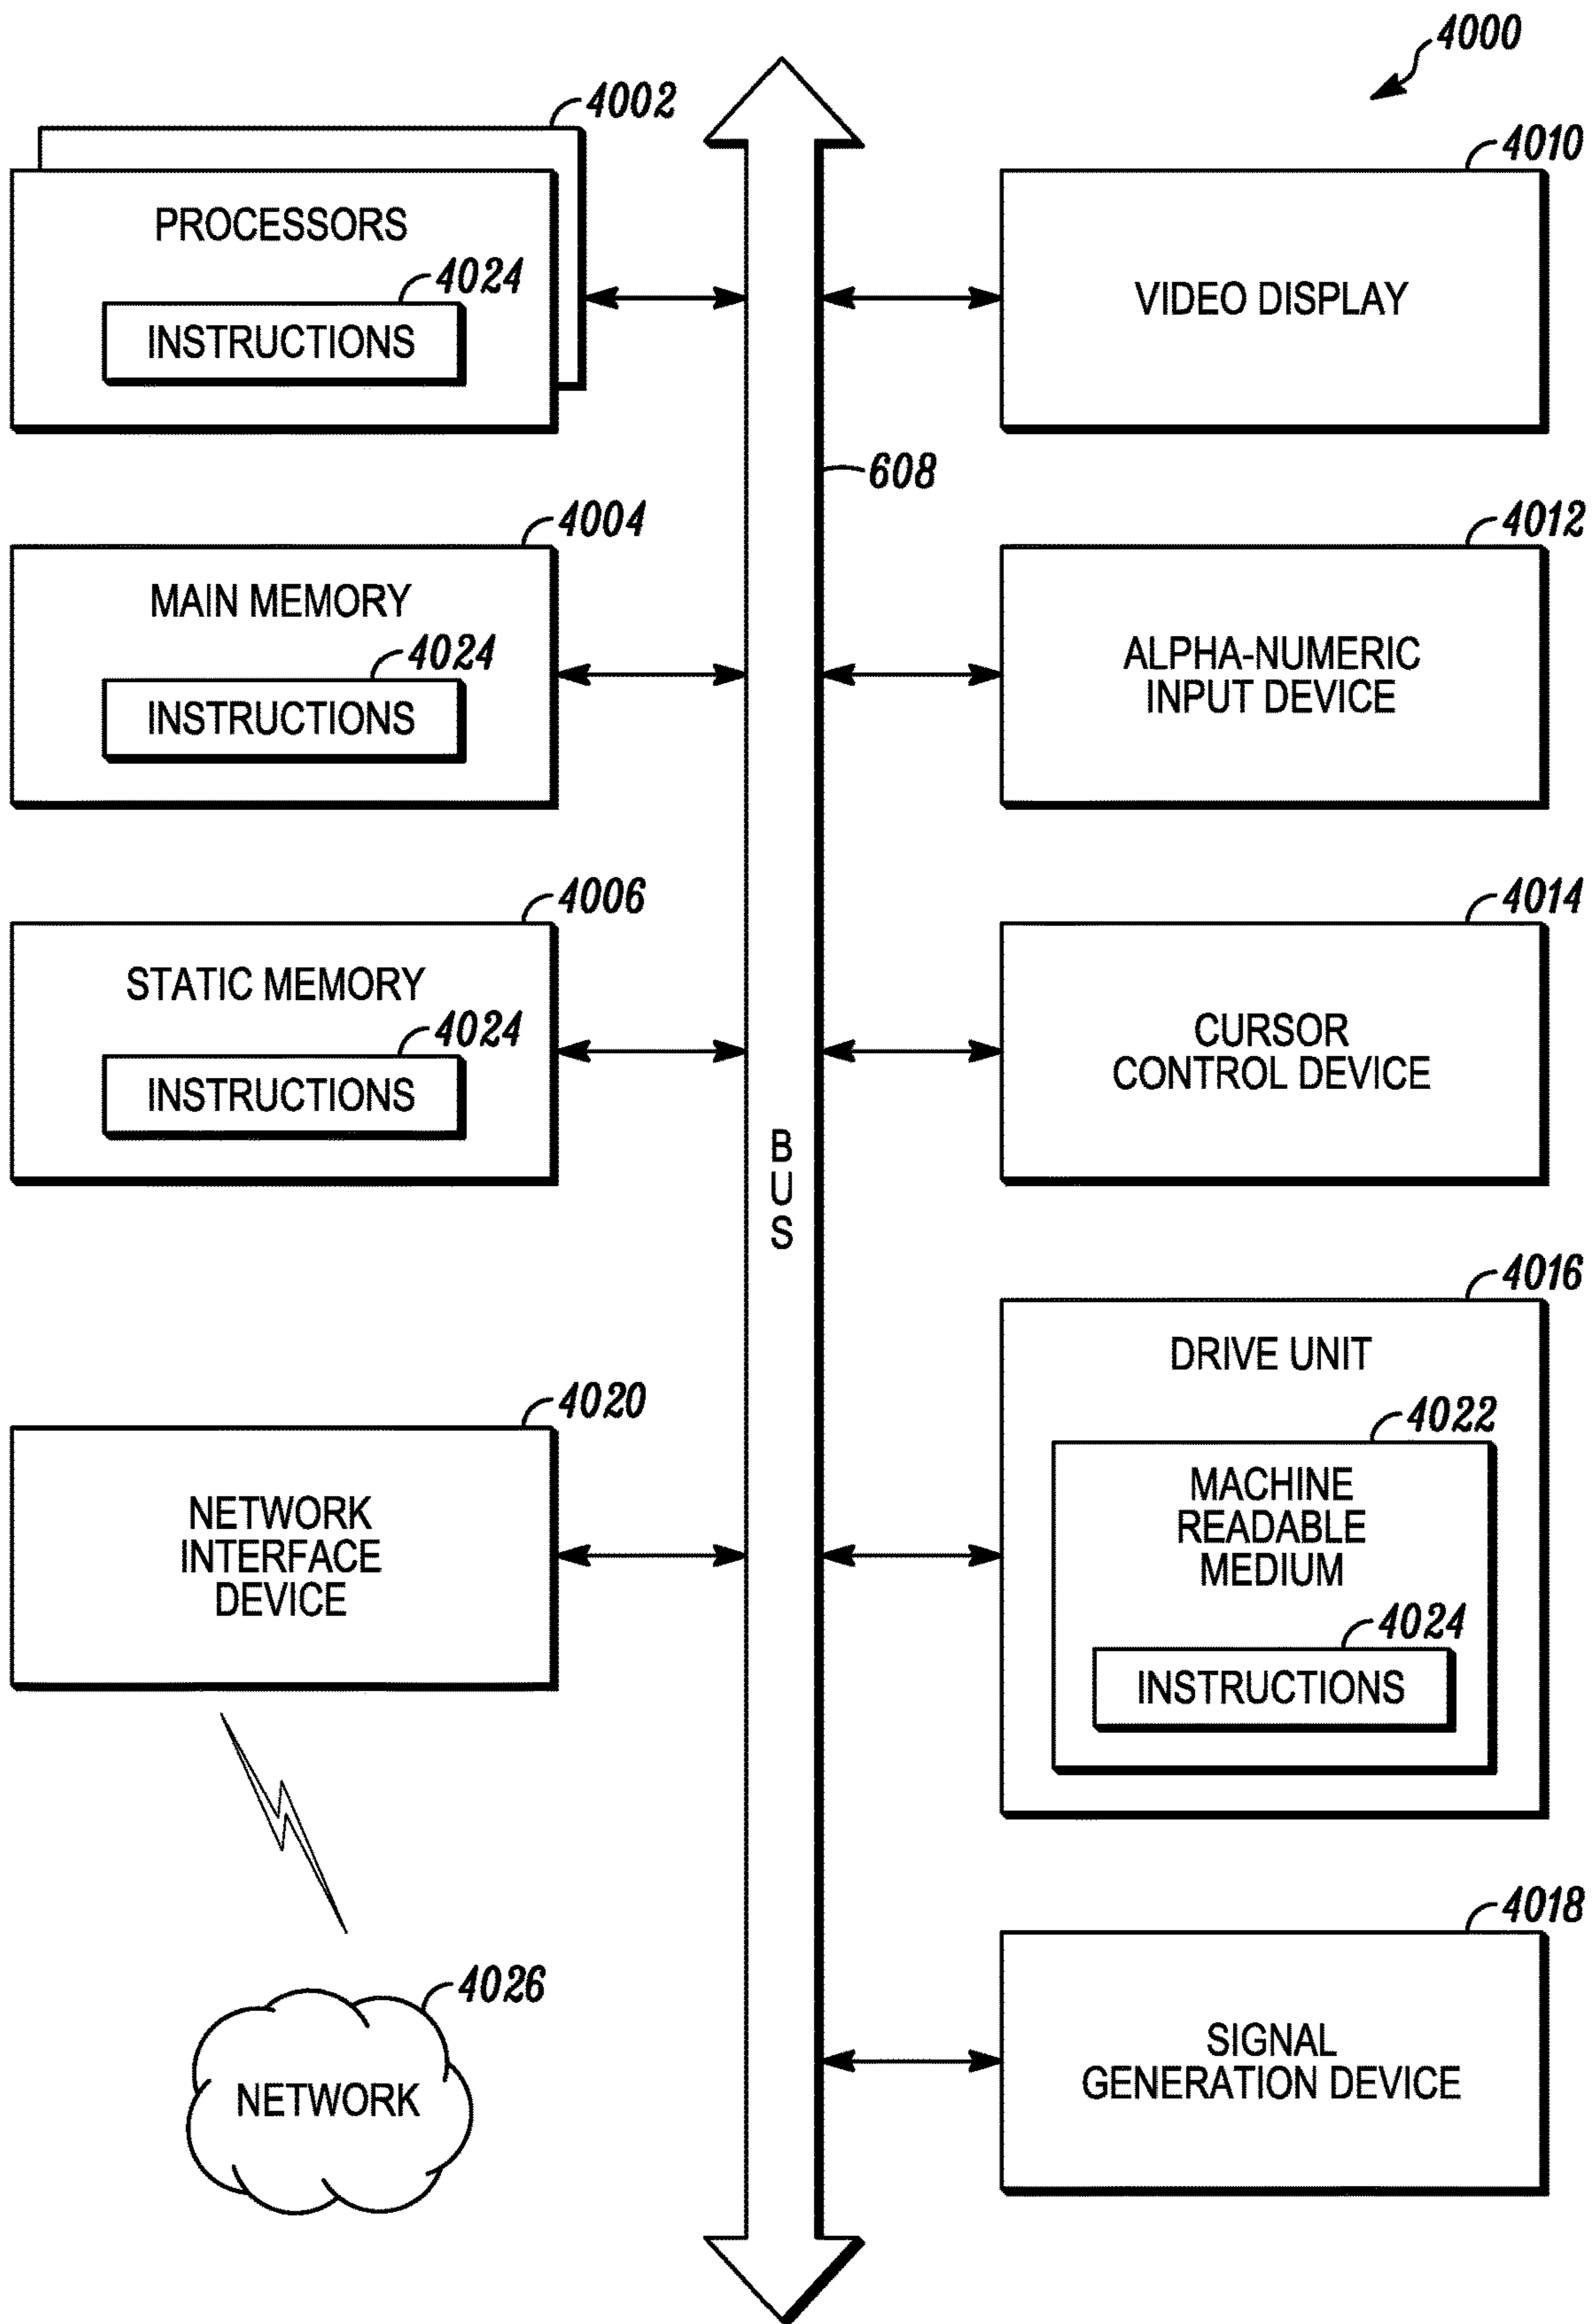 4000
4002
PROCESSORS
4024
INSTRUCTIONS
4004
MAIN MEMORY
4024
INSTRUCTIONS
4006
STATIC MEMORY
4024
INSTRUCTIONS
4020
NETWORK
INTERFACE
DEVICE
4026
NETWORK
608
B
U
S
4010
VIDEO DISPLAY
4012
ALPHA-NUMERIC
INPUT DEVICE
4014
CURSOR
CONTROL DEVICE
4016
DRIVE UNIT
4022
MACHINE
READABLE
MEDIUM
4024
INSTRUCTIONS
4018
SIGNAL
GENERATION DEVICE